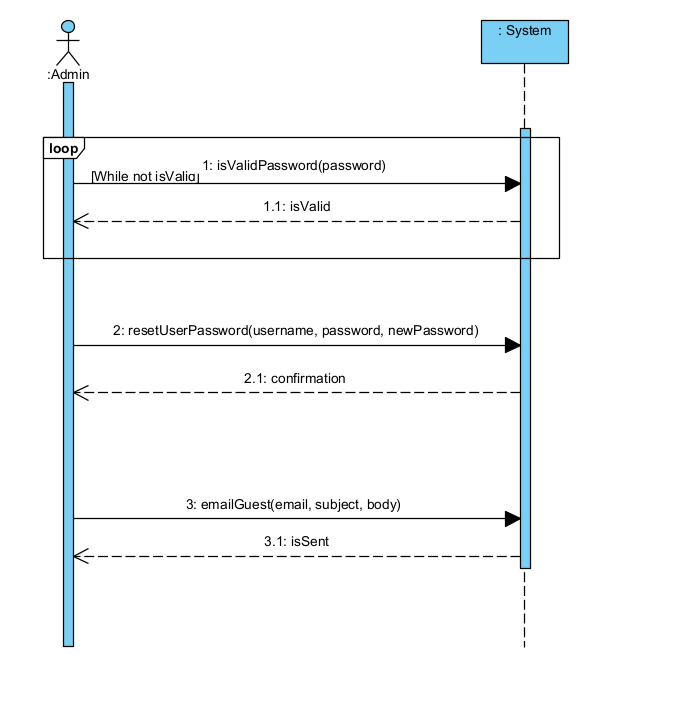 : System
:Admin
loop
1: isValidPassword(password)
[While not isValid]
1.1: isValid
2: resetUserPassword(username, password, newPassword)
2.1: confirmation
3: emailGuest(email, subject, body)
3.1: isSent